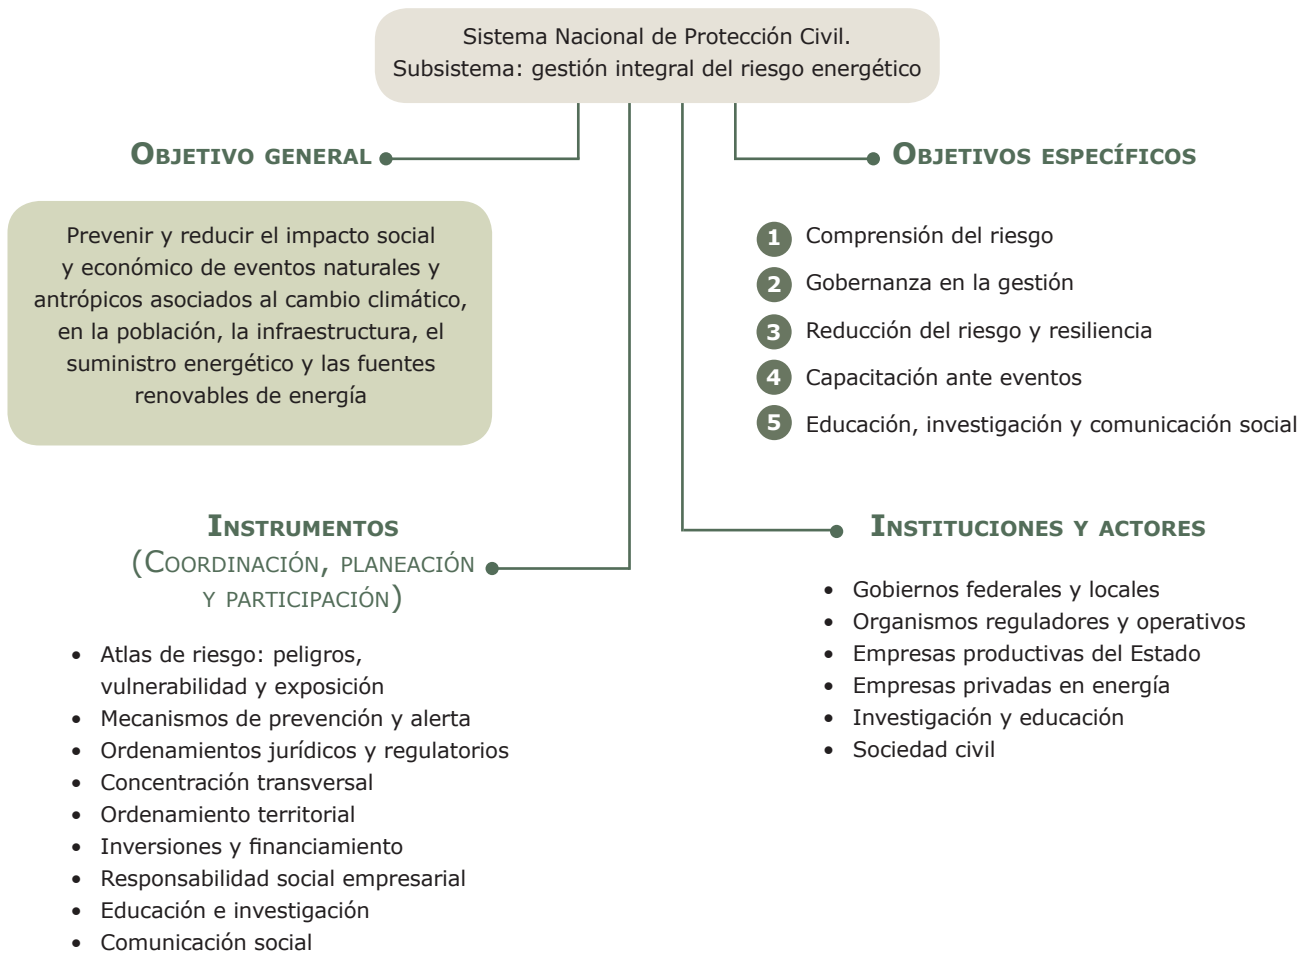 Sistema Nacional de Protección Civil.
Subsistema: gestión integral del riesgo energético
Objetivo general
Prevenir y reducir el impacto social
y económico de eventos naturales y
antrópicos asociados al cambio climático,
en la población, la infraestructura, el
suministro energético y las fuentes
renovables de energía
Objetivos específicos
1 Comprensión del riesgo
2 Gobernanza en la gestión
3 Reducción del riesgo y resiliencia
4 Capacitación ante eventos
5 Educación, investigación y comunicación social
Instrumentos
(Coordinación, planeación
y participación)
• Atlas de riesgo: peligros,
vulnerabilidad y exposición
• Mecanismos de prevención y alerta
• Ordenamientos jurídicos y regulatorios
• Concentración transversal
• Ordenamiento territorial
• Inversiones y financiamiento
• Responsabilidad social empresarial
• Educación e investigación
• Comunicación social
Instituciones y actores
• Gobiernos federales y locales
• Organismos reguladores y operativos
• Empresas productivas del Estado
• Empresas privadas en energía
• Investigación y educación
• Sociedad civil